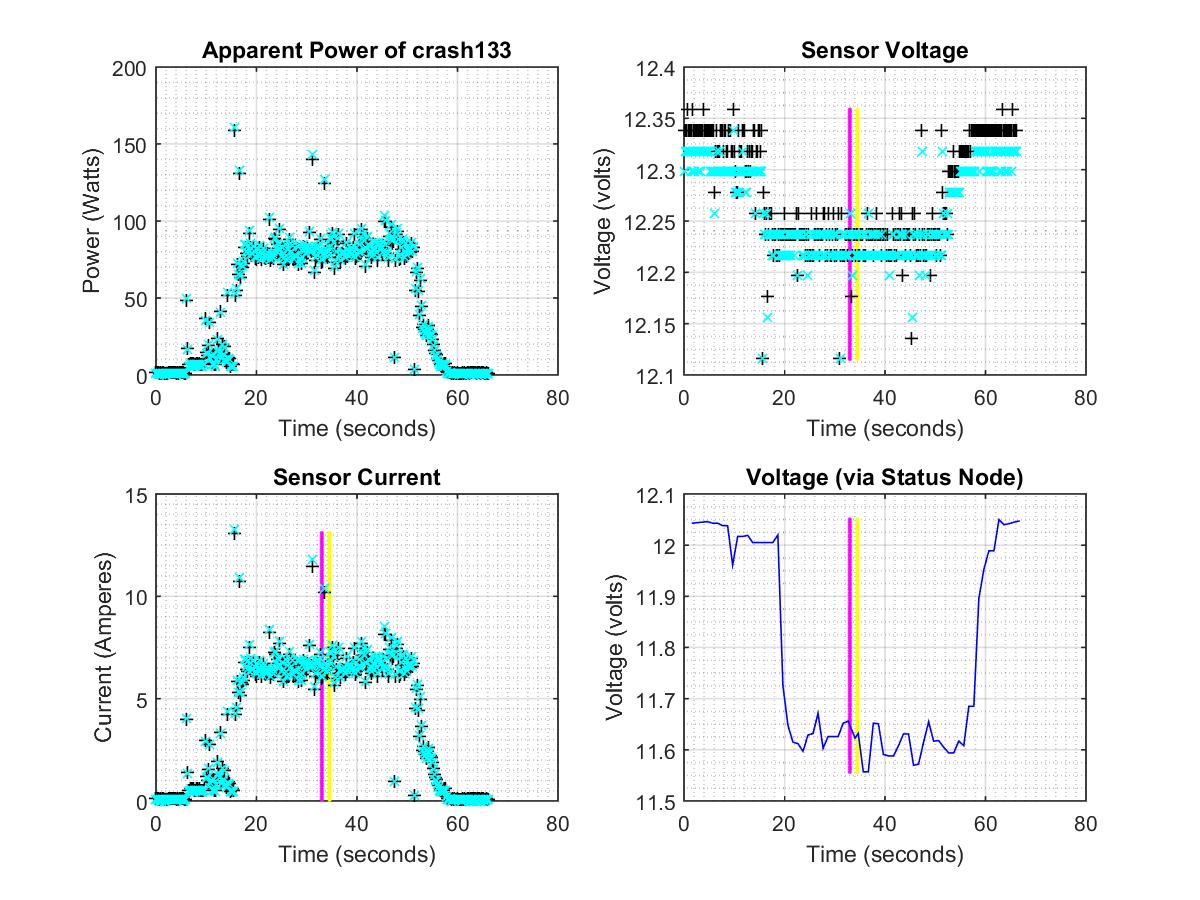 Apparent Power of crash133
200
150
100
50
0
Power (Watts)
0 20 40 60 80
Time (seconds)
Sensor Voltage
12.4
12.35
12.3
12.25
12.2
12.15
12.1
Voltage (volts)
0 20 40 60 80
Time (seconds)
Sensor Current
15
10
5
0
Current (Amperes)
0 20 40 60 80
Time (seconds)
Voltage (via Status Node)
12.1
12
11.9
11.8
11.7
11.6
11.5
Voltage (volts)
0 20 40 60 80
Time (seconds)